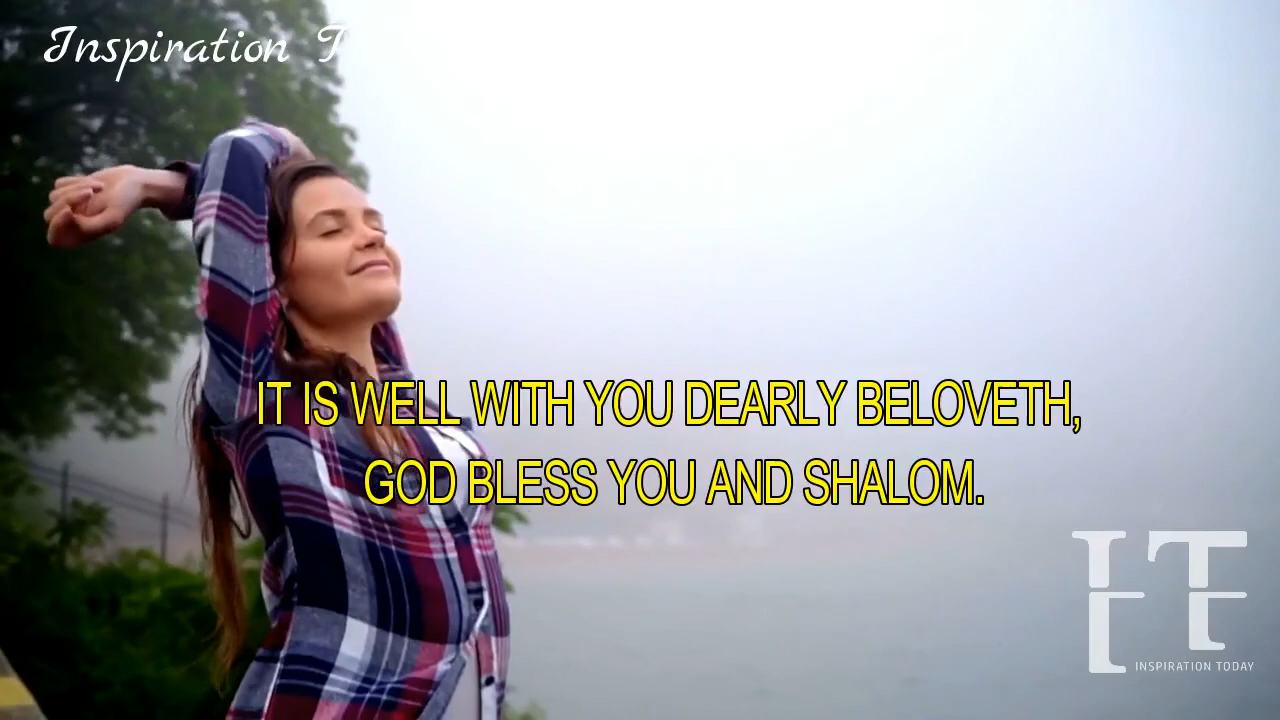 Inspiration T
IT IS WELL WITH YOU DEARLY BELOVETH,
GOD BLESS YOU AND SHALOM.
IT
INSPIRATION TODAY